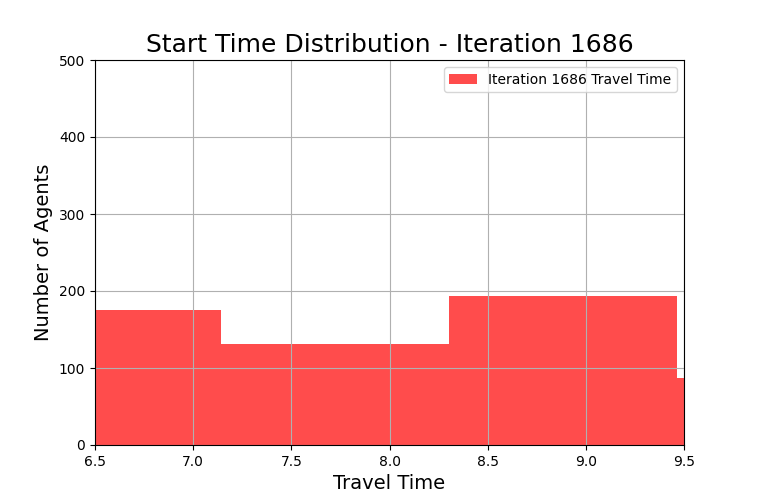 Start Time Distribution - Iteration 1686
Iteration 1686 Travel Time
Number of Agents
500
400
300
200
100
0
6.5 7.0 7.5 8.0 8.5 9.0 9.5
Travel Time